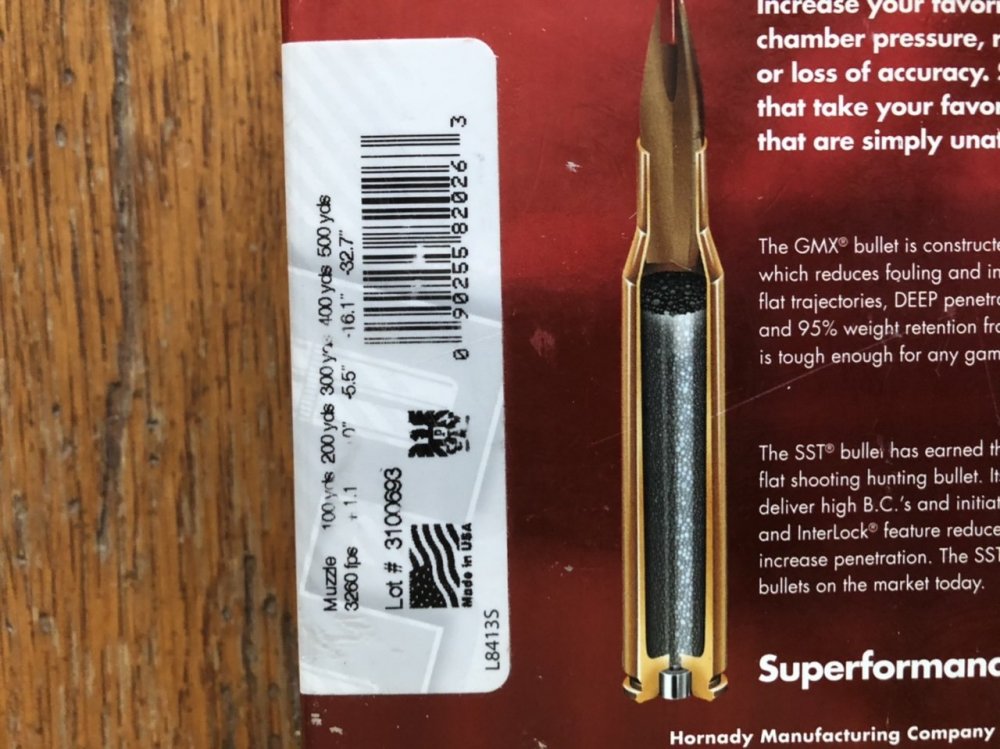 Muzzle 100 yds 200 yds 300 yds 400 yds 500 yds
3260 fps +1.1 0" -5.5" -16.1" -32.7"
0 90255 82026 3
Lot # 3100693
Made in USA
L8413S
Increase your favori
chamber pressure, r
or loss of accuracy. S
that take your favor
that are simply unat
The GMX® bullet is constructe
which reduces fouling and in
flat trajectories, DEEP penetra
and 95% weight retention fro
is tough enough for any gam
The SST® bullet has earned th
flat shooting hunting bullet. It
deliver high B.C.'s and initiat
and InterLock® feature reduce
increase penetration. The SST
bullets on the market today.
Superformanc
Hornady Manufacturing Company